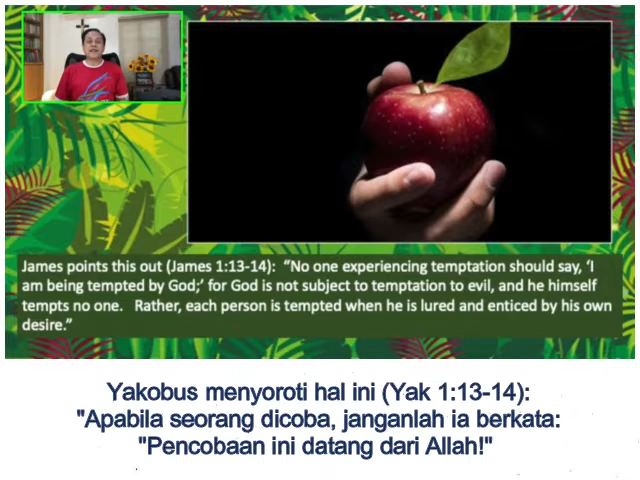 James points this out (James 1:13-14):  “No one experiencing temptation should say, ‘I
am being tempted by God;’ for God is not subject to temptation to evil, and he himself
tempts no one.   Rather, each person is tempted when he is lured and enticed by his own
desire.”
Yakobus menyoroti hal ini (Yak 1:13-14):
"Apabila seorang dicoba, janganlah ia berkata:
"Pencobaan ini datang dari Allah!"